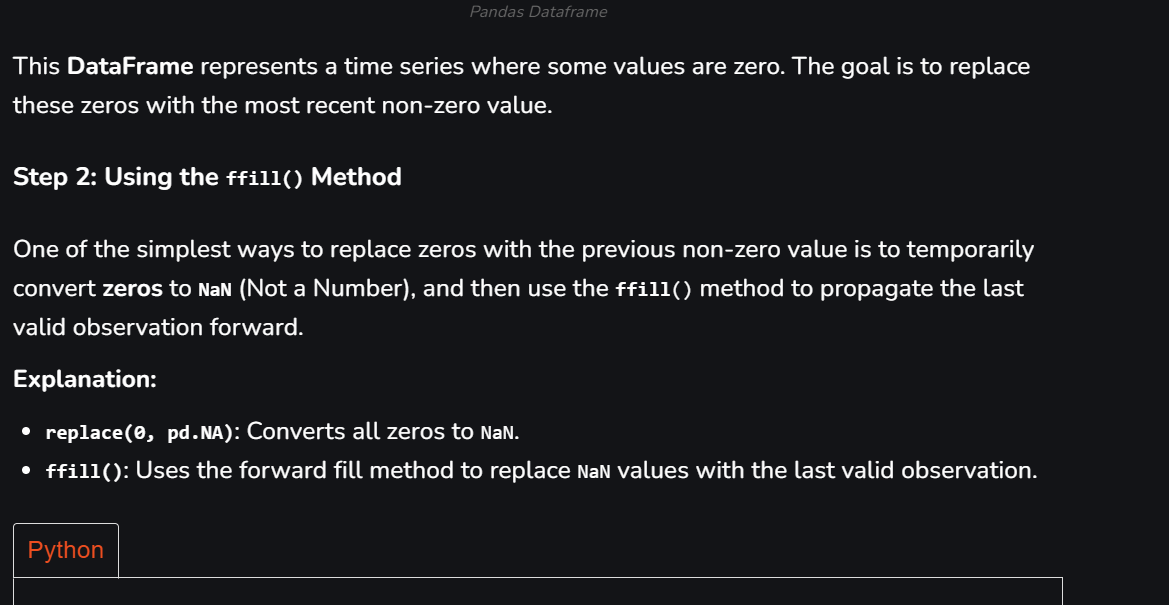 Pandas Dataframe
This DataFrame represents a time series where some values are zero. The goal is to replace
these zeros with the most recent non-zero value.
Step 2: Using the ffill() Method
One of the simplest ways to replace zeros with the previous non-zero value is to temporarily
convert zeros to NaN (Not a Number), and then use the ffill() method to propagate the last
valid observation forward.
Explanation:
• replace(0, pd.NA): Converts all zeros to NaN.
• ffill(): Uses the forward fill method to replace NaN values with the last valid observation.
Python